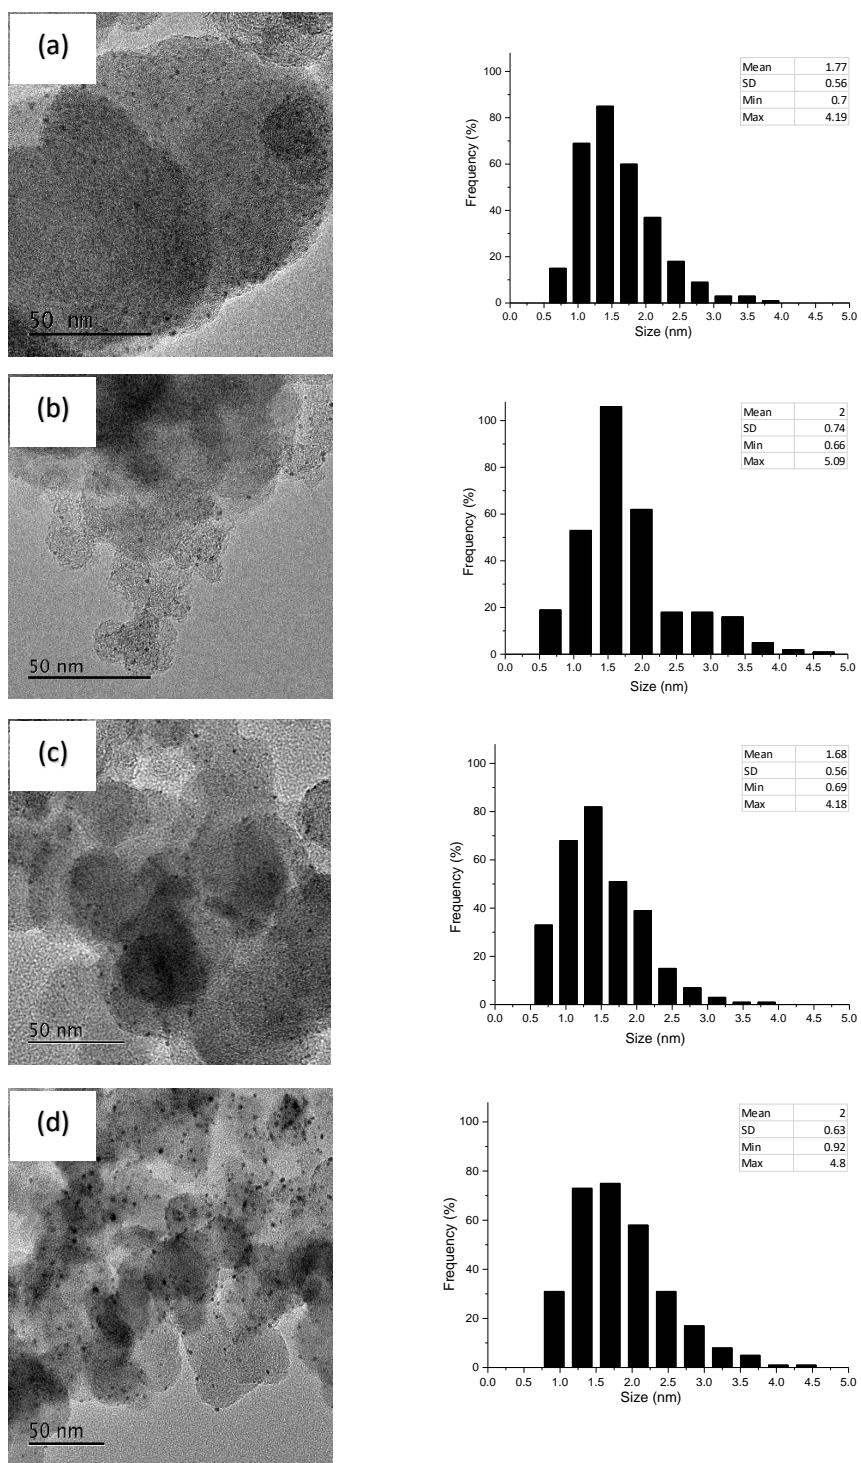 (a)
50 nm
Mean 1.77
SD 0.56
Min 0.7
Max 4.19
Frequency (%)
100
80
60
40
20
0
0.0 0.5 1.0 1.5 2.0 2.5 3.0 3.5 4.0 4.5 5.0
Size (nm)
(b)
50 nm
Mean 2
SD 0.74
Min 0.66
Max 5.09
Frequency (%)
100
80
60
40
20
0
0.0 0.5 1.0 1.5 2.0 2.5 3.0 3.5 4.0 4.5 5.0
Size (nm)
(c)
50 nm
Mean 1.68
SD 0.56
Min 0.69
Max 4.18
Frequency (%)
100
80
60
40
20
0
0.0 0.5 1.0 1.5 2.0 2.5 3.0 3.5 4.0 4.5 5.0
Size (nm)
(d)
50 nm
Mean 2
SD 0.63
Min 0.92
Max 4.8
Frequency (%)
100
80
60
40
20
0
0.0 0.5 1.0 1.5 2.0 2.5 3.0 3.5 4.0 4.5 5.0
Size (nm)